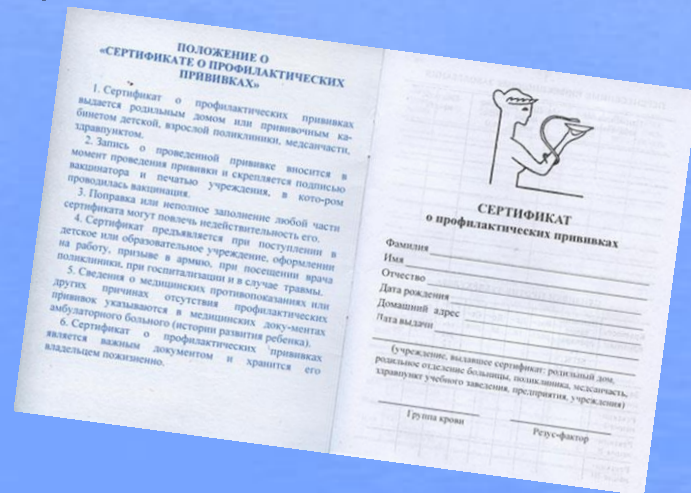 ПОЛОЖЕНИЕ О
«СЕРТИФИКАТЕ О ПРОФИЛАКТИЧЕСКИХ
ПРИВИВКАХ»
1. Сертификат о профилактических прививках
выдается родильным домом или прививочным ка-
бинетом детской, взрослой поликлиники, медсанчасти,
здравпунктом.
2. Запись о проведенной прививке вносится в
момент проведения прививки и скрепляется подписью
вакцинатора и печатью учреждения, в кото-ром
проводилась вакцинация.
3. Поправка или неполное заполнение любой части
сертификата могут повлечь недействительность его.
4. Сертификат предъявляется при поступлении в
детское или образовательное учреждение, оформлении
на работу, призыве в армию, при посещении врача
поликлиники, при госпитализации и в случае травмы.
5. Сведения о медицинских противопоказаниях или
других причинах отсутствия профилактических
прививок указываются в медицинских доку-ментах
амбулаторного больного (истории развития ребенка).
6. Сертификат о профилактических прививках
является важным документом и хранится его
владельцем пожизненно.
СЕРТИФИКАТ
о профилактических прививках
Фамилия
Имя
Отчество
Дата рождения
Домашний адрес
Дата выдачи
(учреждение, выдавшее сертификат: родильный дом,
родильное отделение больницы, поликлиника, медсанчасть,
здравпункт учебного заведения, предприятия, учреждения)
Группа крови
Резус-фактор